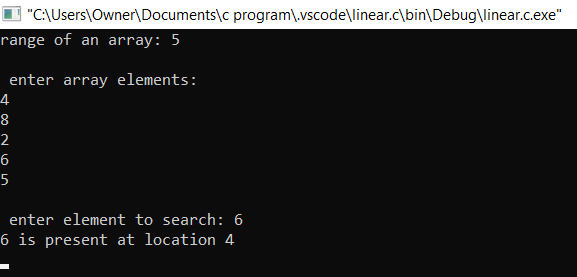 "C:\Users\Owner\Documents\c program\.vscode\linear.c\bin\Debug\linear.c.exe"
range of an array: 5
enter array elements:
4
8
2
6
5
enter element to search: 6
6 is present at location 4